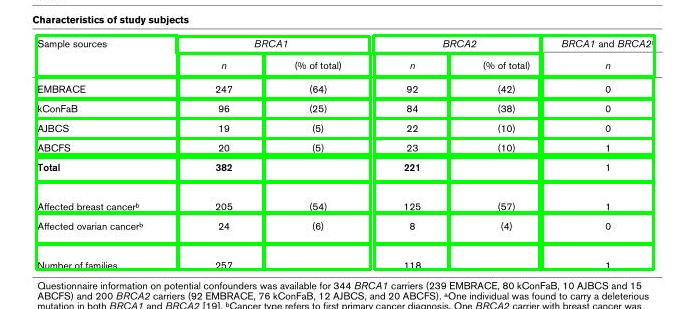 Characteristics of study subjects
Sample sources BRCA1 BRCA2 BRCA1 and BRCA2
n (% of total) n (% of total) n
EMBRACE 247 (64) 92 (42) 0
kConFaB 96 (25) 84 (38) 0
AJBCS 19 (5) 22 (10) 0
ABCFS 20 (5) 23 (10) 1
Total 382 221 1
Affected breast cancerᵇ 205 (54) 125 (57) 1
Affected ovarian cancerᵇ 24 (6) 8 (4) 0
Number of families 257 118 1
Questionnaire information on potential confounders was available for 344 BRCA1 carriers (239 EMBRACE, 80 kConFaB, 10 AJBCS and 15
ABCFS) and 200 BRCA2 carriers (92 EMBRACE, 76 kConFaB, 12 AJBCS, and 20 ABCFS). ᵃOne individual was found to carry a deleterious
mutation in both BRCA1 and BRCA2 [19]. ᵇCancer type refers to first primary cancer diagnosis. One BRCA2 carrier with breast cancer was